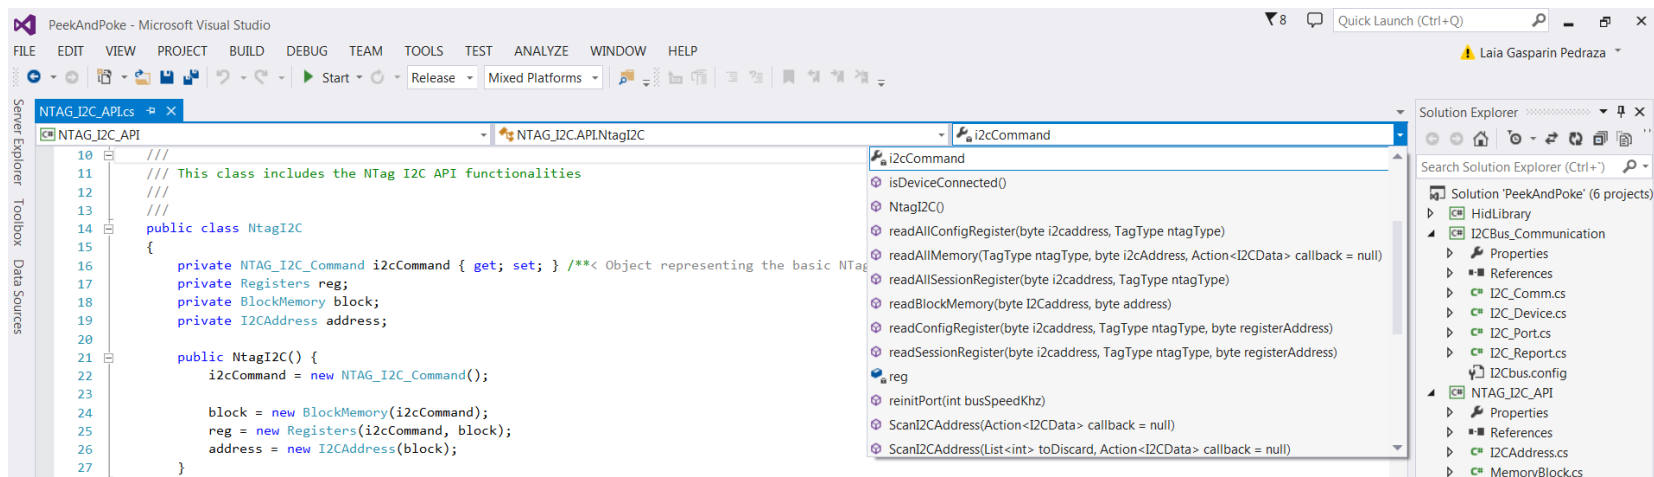 PeekAndPoke - Microsoft Visual Studio
8
Quick Launch (Ctrl+Q)
FILE EDIT VIEW PROJECT BUILD DEBUG TEAM TOOLS TEST ANALYZE WINDOW HELP
Laia Gasparin Pedraza
Start Release Mixed Platforms
Server Explorer
Toolbox
Data Sources
NTAG_I2C_API.cs
NTAG_I2C_API
NTAG_I2C.API.NtagI2C
i2cCommand
10 ///
11 /// This class includes the NTag I2C API functionalities
12 ///
13 ///
14 public class NtagI2C
15 {
16 private NTAG_I2C_Command i2cCommand { get; set; } /**< Object representing the basic NTag
17 private Registers reg;
18 private BlockMemory block;
19 private I2CAddress address;
20
21 public NtagI2C() {
22 i2cCommand = new NTAG_I2C_Command();
23
24 block = new BlockMemory(i2cCommand);
25 reg = new Registers(i2cCommand, block);
26 address = new I2CAddress(block);
27 }
i2cCommand
isDeviceConnected()
NtagI2C()
readAllConfigRegister(byte i2caddress, TagType ntagType)
readAllMemory(TagType ntagType, byte i2cAddress, Action<I2CData> callback = null)
readAllSessionRegister(byte i2caddress, TagType ntagType)
readBlockMemory(byte I2Caddress, byte address)
readConfigRegister(byte i2caddress, TagType ntagType, byte registerAddress)
readSessionRegister(byte i2caddress, TagType ntagType, byte registerAddress)
reg
reinitPort(int busSpeedKhz)
ScanI2CAddress(Action<I2CData> callback = null)
ScanI2CAddress(List<int> toDiscard, Action<I2CData> callback = null)
Solution Explorer
Search Solution Explorer (Ctrl+`)
Solution 'PeekAndPoke' (6 projects)
HidLibrary
I2CBus_Communication
Properties
References
I2C_Comm.cs
I2C_Device.cs
I2C_Port.cs
I2C_Report.cs
I2Cbus.config
NTAG_I2C_API
Properties
References
I2CAddress.cs
MemoryBlock.cs